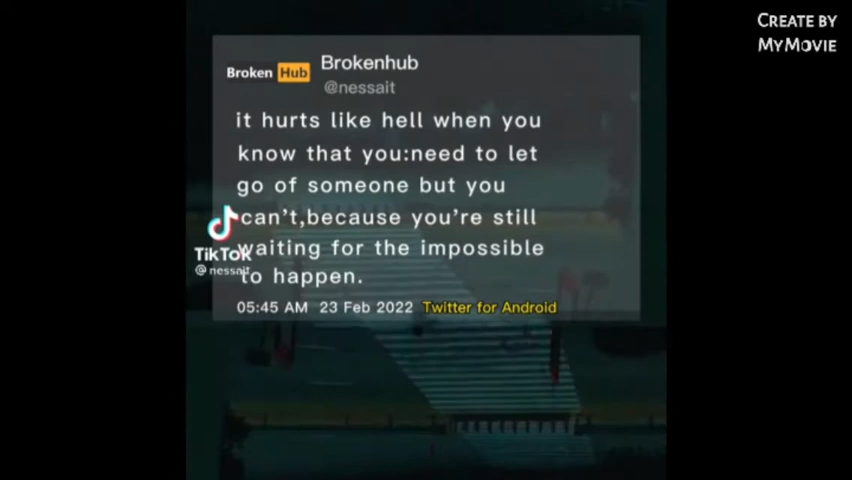 CREATE BY
MYMOVIE
Broken Hub
Brokenhub
@nessait
it hurts like hell when you
know that you:need to let
go of someone but you
can't,because you're still
waiting for the impossible
to happen.
TikTok
@nessait
05:45 AM 23 Feb 2022 Twitter for Android